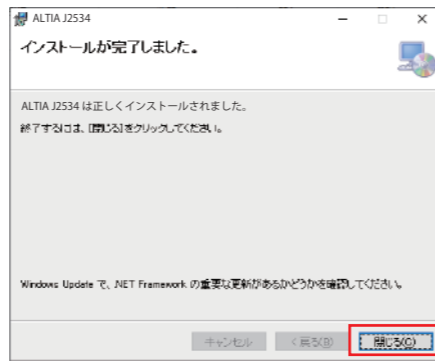 ALTIA J2534
インストールが完了しました。
ALTIA J2534 は正しくインストールされました。
終了するには、[閉じる]をクリックしてください。
Windows Update で、.NET Framework の重要な更新があるかどうかを確認してください。
キャンセル
< 戻る(B)
閉じる(C)